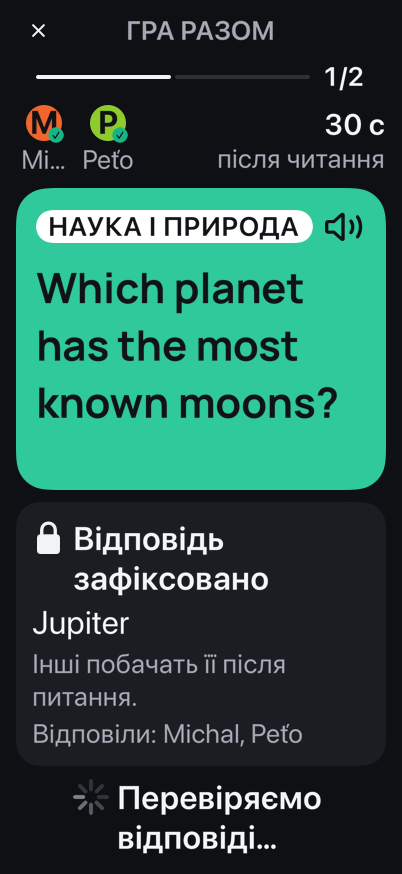 ГРА РАЗОМ
1/2
M P
Mi... Peťo
30 с
після читання
НАУКА І ПРИРОДА
Which planet
has the most
known moons?
Відповідь
зафіксовано
Jupiter
Інші побачать її після
питання.
Відповіли: Michal, Peťo
Перевіряємо
відповіді...